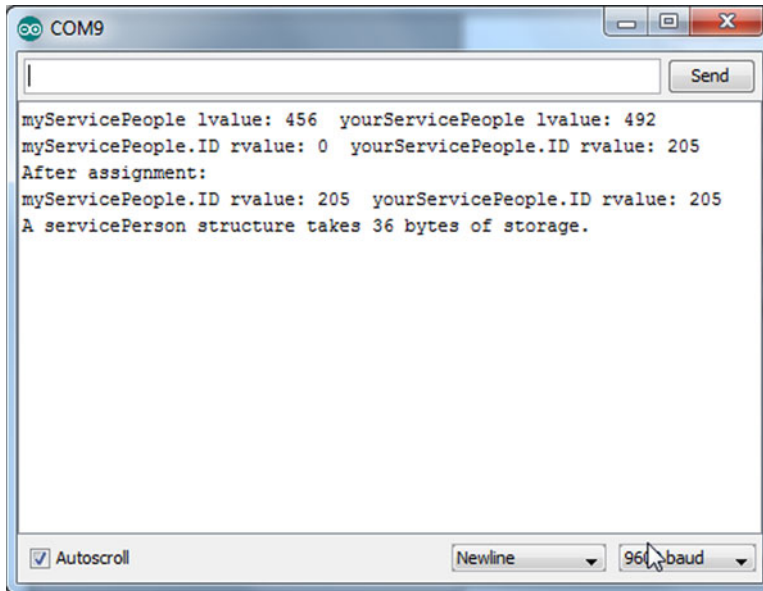 COM9
Send
myServicePeople lvalue: 456  yourServicePeople lvalue: 492
myServicePeople.ID rvalue: 0  yourServicePeople.ID rvalue: 205
After assignment:
myServicePeople.ID rvalue: 205  yourServicePeople.ID rvalue: 205
A servicePerson structure takes 36 bytes of storage.
Autoscroll
Newline
baud